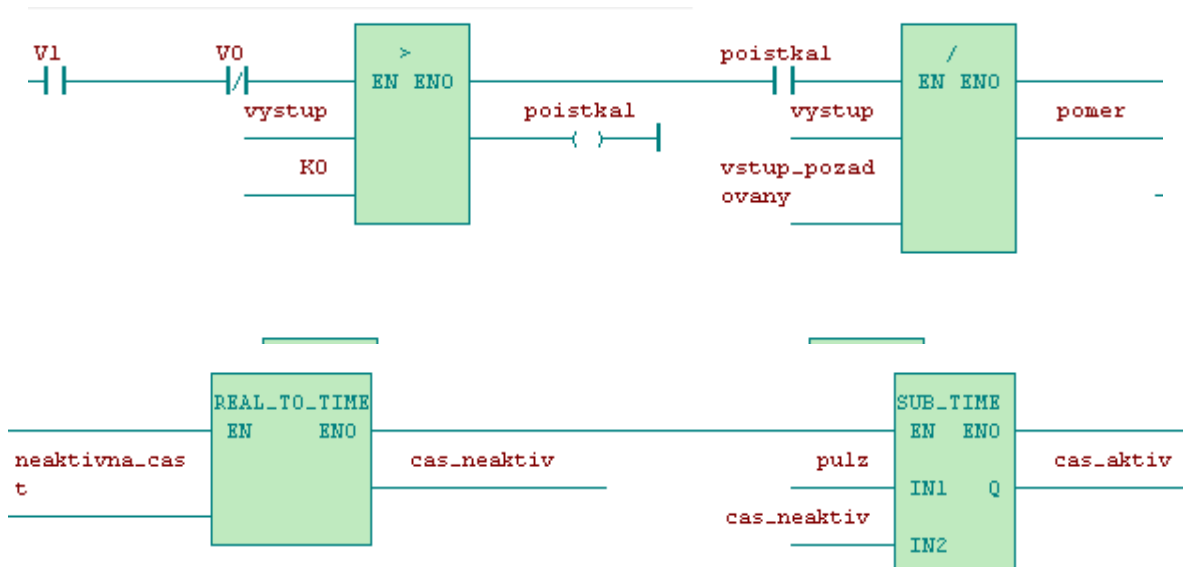 V1
V0
>
EN ENO
vystup
K0
poistkal
poistkal
/
EN ENO
vystup
vstup_pozad
ovany
pomer
REAL_TO_TIME
EN ENO
neaktivna_cas
t
cas_neaktiv
SUB_TIME
EN ENO
pulz
IN1 Q
cas_neaktiv
IN2
cas_aktiv